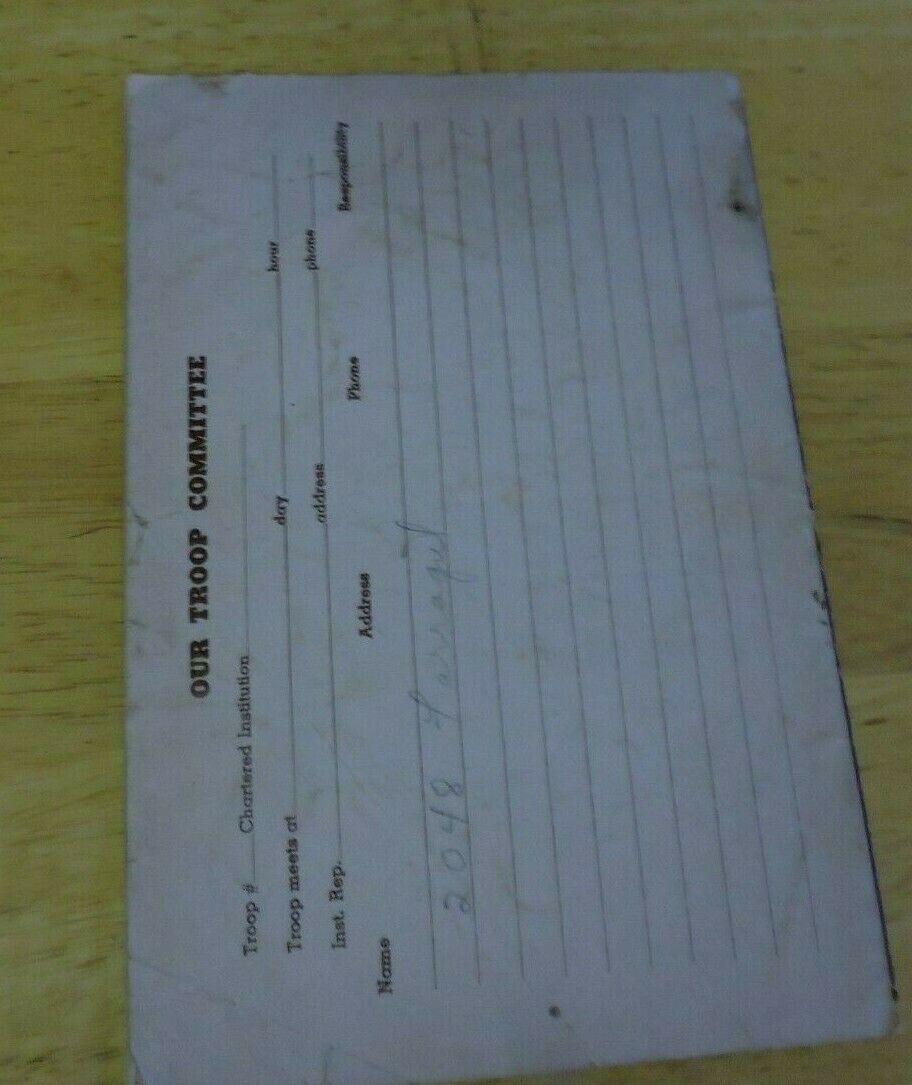 OUR TROOP COMMITTEE
Troop # Chartered Institution
Troop meets at day hour
Inst. Rep. address phone
Name Address Phone Responsibility
2048 Farragut